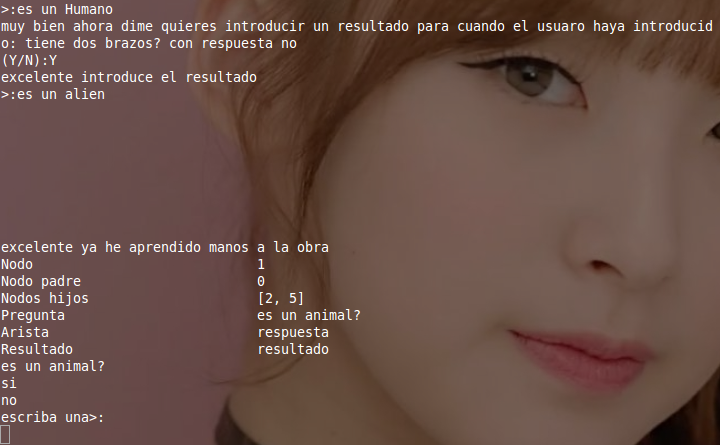 >:es un Humano
muy bien ahora dime quieres introducir un resultado para cuando el usuaro haya introducid
o: tiene dos brazos? con respuesta no
(Y/N):Y
excelente introduce el resultado
>:es un alien
excelente ya he aprendido manos a la obra
Nodo 1
Nodo padre 0
Nodos hijos [2, 5]
Pregunta es un animal?
Arista respuesta
Resultado resultado
es un animal?
si
no
escriba una>: